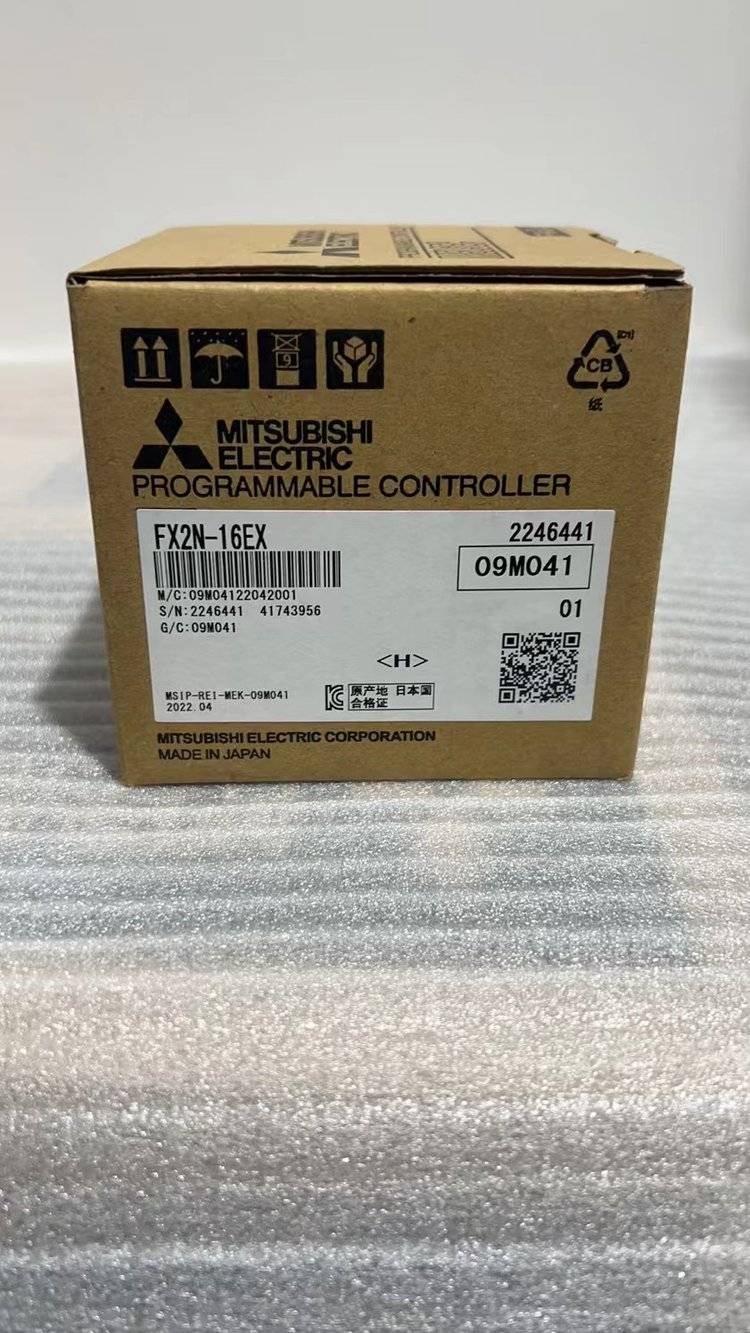 MITSUBISHI
ELECTRIC
PROGRAMMABLE CONTROLLER
9
CB
纸
FX2N-16EX
2246441
09M041
M/C:09M04122042001
S/N:2246441 41743956
G/C:09M041
01
<H>
MSIP-REI-MEK-09M041
2022.04
原产地 日本国
合格证
MITSUBISHI ELECTRIC CORPORATION
MADE IN JAPAN